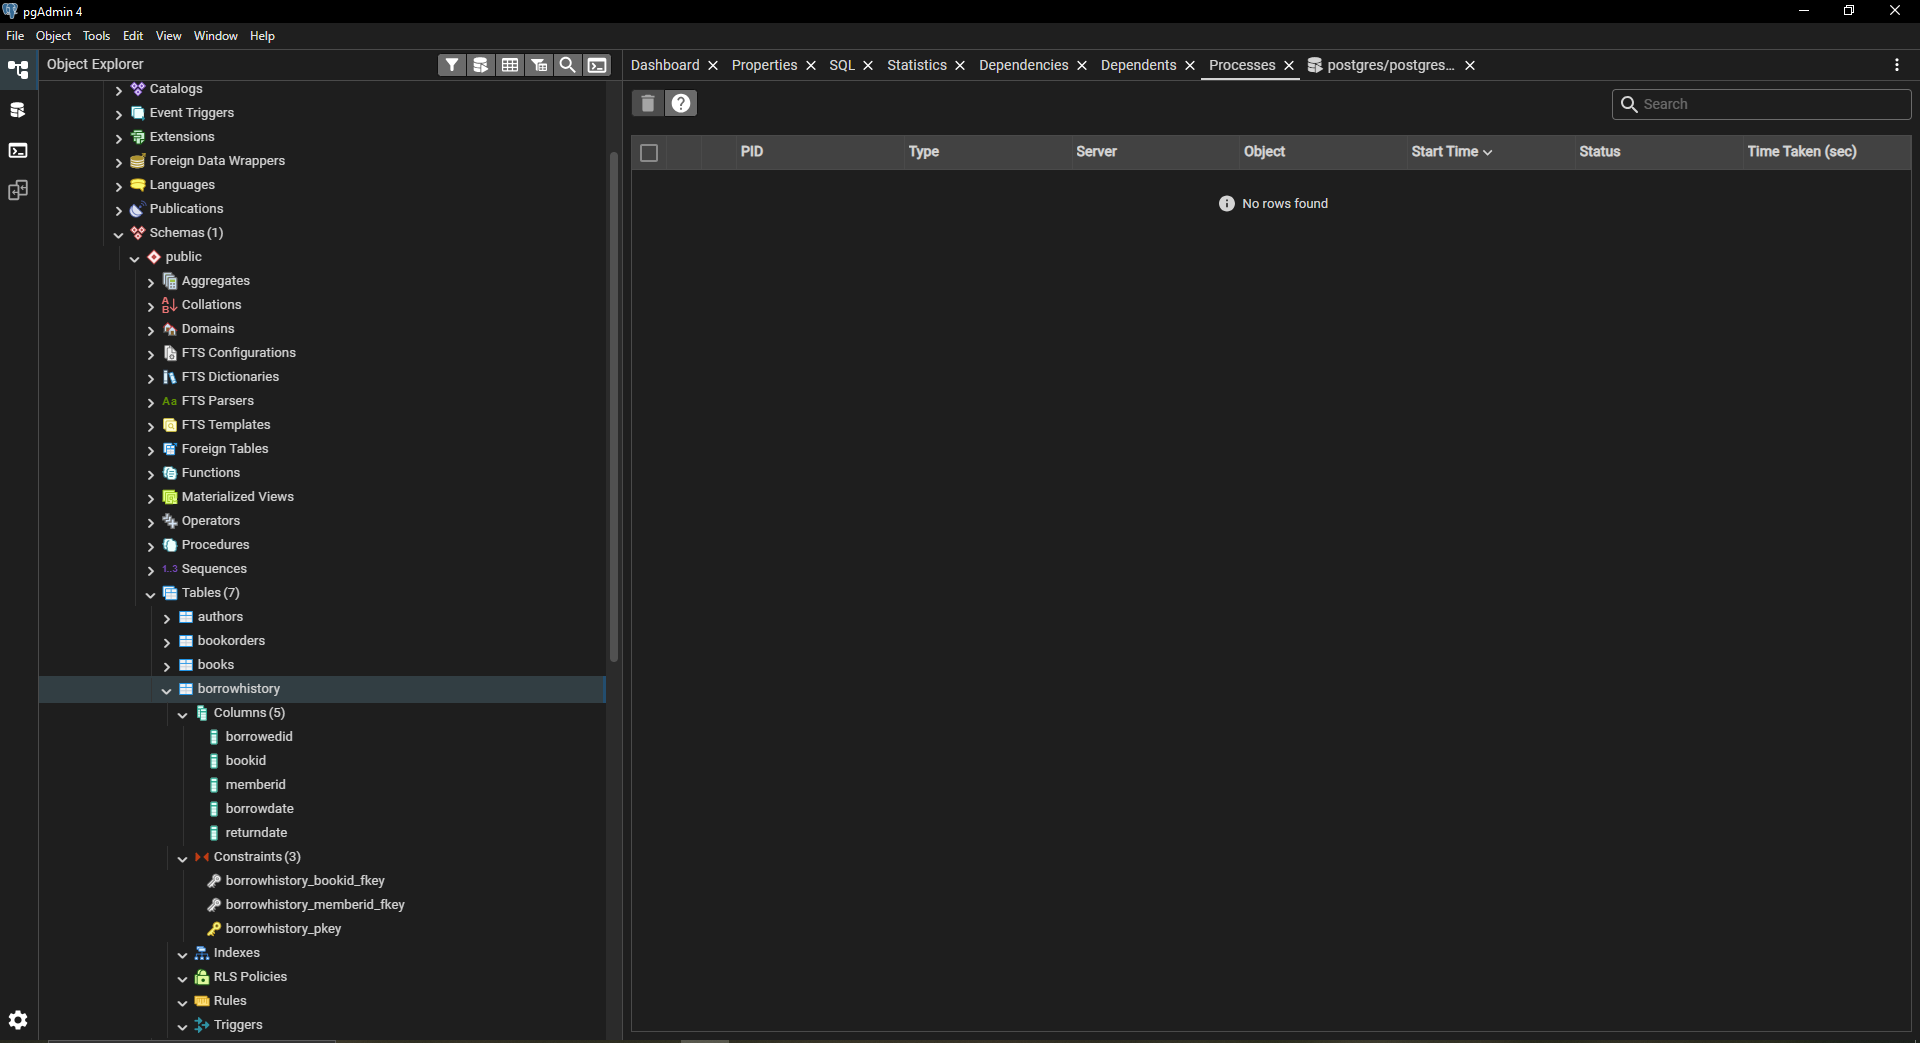 pgAdmin 4
File Object Tools Edit View Window Help
Object Explorer
Dashboard Properties SQL Statistics Dependencies Dependents Processes postgres/postgres...
Search
PID Type Server Object Start Time Status Time Taken (sec)
No rows found
Catalogs
Event Triggers
Extensions
Foreign Data Wrappers
Languages
Publications
Schemas (1)
public
Aggregates
Collations
Domains
FTS Configurations
FTS Dictionaries
Aa FTS Parsers
FTS Templates
Foreign Tables
Functions
Materialized Views
Operators
Procedures
1..3 Sequences
Tables (7)
authors
bookorders
books
borrowhistory
Columns (5)
borrowedid
bookid
memberid
borrowdate
returndate
Constraints (3)
borrowhistory_bookid_fkey
borrowhistory_memberid_fkey
borrowhistory_pkey
Indexes
RLS Policies
Rules
Triggers